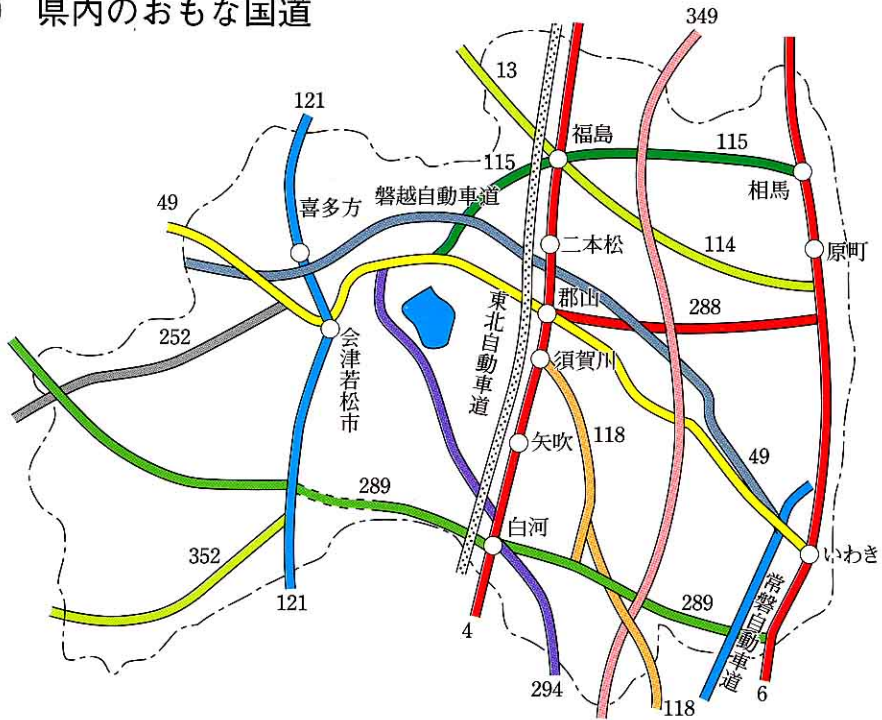 県内のおもな国道
349
13
121
福島
115
115
相馬
喜多方
磐越自動車道
49
二本松
114
原町
郡山
288
252
東北自動車道
会津若松市
須賀川
118
矢吹
49
289
白河
352
いわき
常磐自動車道
289
121
4
294
118
6